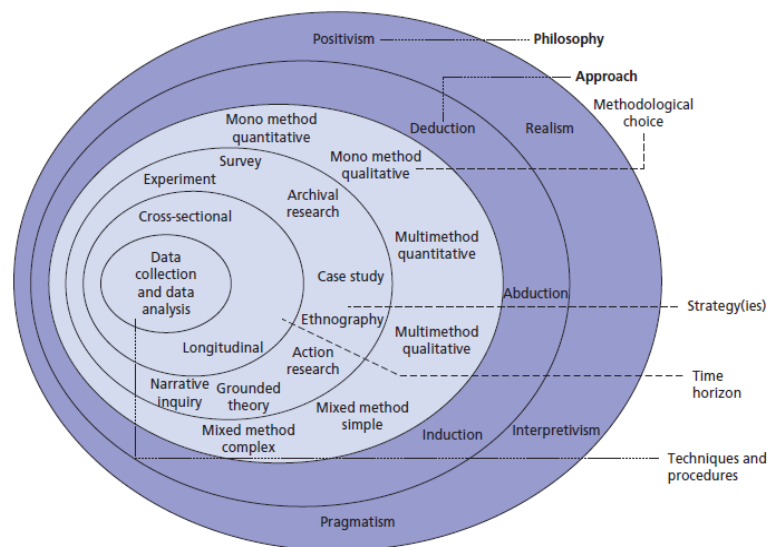 Positivism
Philosophy
Approach
Methodological
choice
Mono method
quantitative
Deduction
Realism
Survey
Mono method
qualitative
Experiment
Archival
research
Cross-sectional
Multimethod
quantitative
Data
collection
and data
analysis
Case study
Abduction
Strategy(ies)
Ethnography
Multimethod
qualitative
Longitudinal
Action
research
Time
horizon
Narrative
inquiry
Grounded
theory
Mixed method
simple
Mixed method
complex
Induction
Interpretivism
Techniques and
procedures
Pragmatism